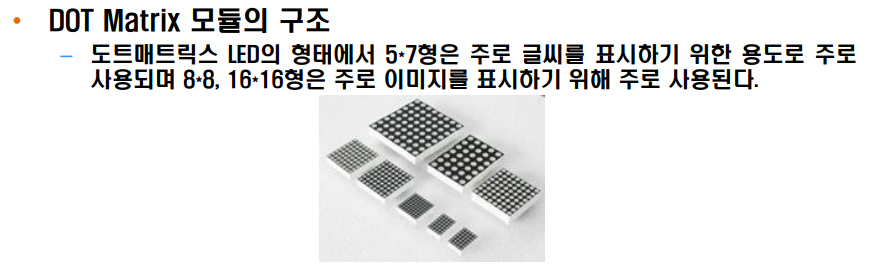 • DOT Matrix 모듈의 구조
– 도트매트릭스 LED의 형태에서 5*7형은 주로 글씨를 표시하기 위한 용도로 주로
사용되며 8*8, 16*16형은 주로 이미지를 표시하기 위해 주로 사용된다.